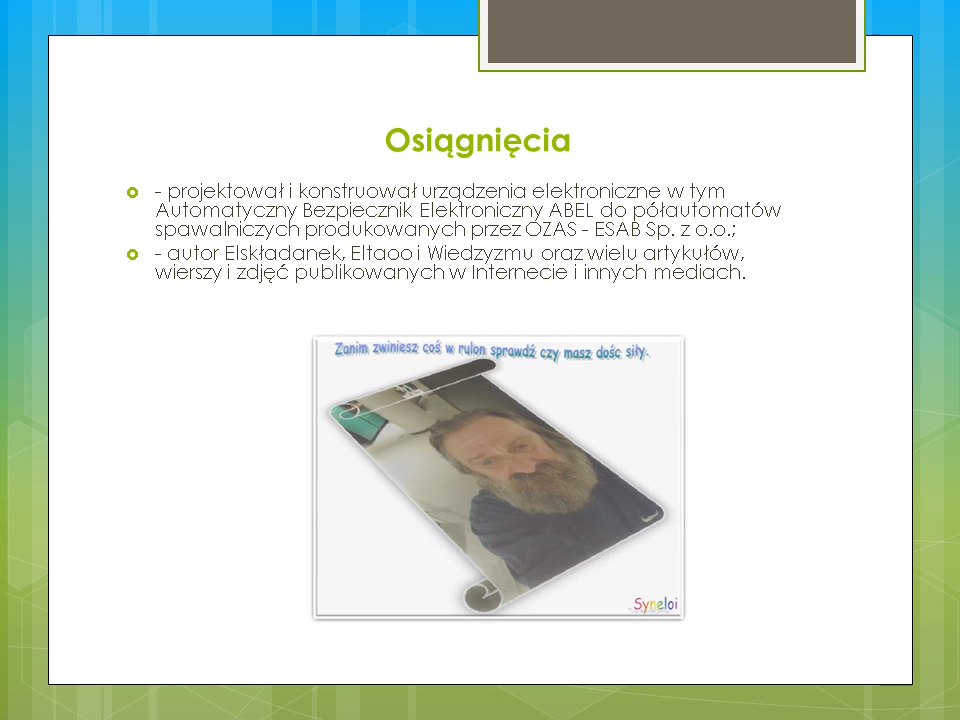 Osiągnięcia
- projektował i konstruował urządzenia elektroniczne w tym
Automatyczny Bezpiecznik Elektroniczny ABEL do półautomatów
spawalniczych produkowanych przez OZAS - ESAB Sp. z o.o.;
- autor Elskładanek, Eltaoo i Wiedzyzmu oraz wielu artykułów,
wierszy i zdjęć publikowanych w Internecie i innych mediach.
Zanim zwiniesz coś w rulon sprawdź czy masz dośc siły.
Syneloi